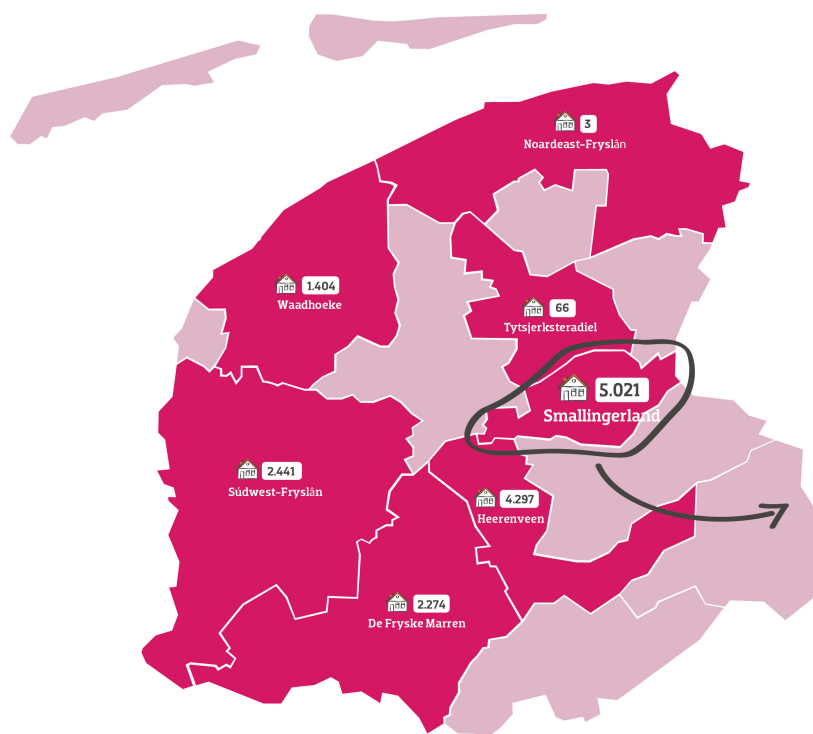 3
Noardeast-Fryslân
1.404
Waadhoeke
66
Tytsjerksteradiel
5.021
Smallingerland
2.441
Súdwest-Fryslân
4.297
Heerenveen
2.274
De Fryske Marren